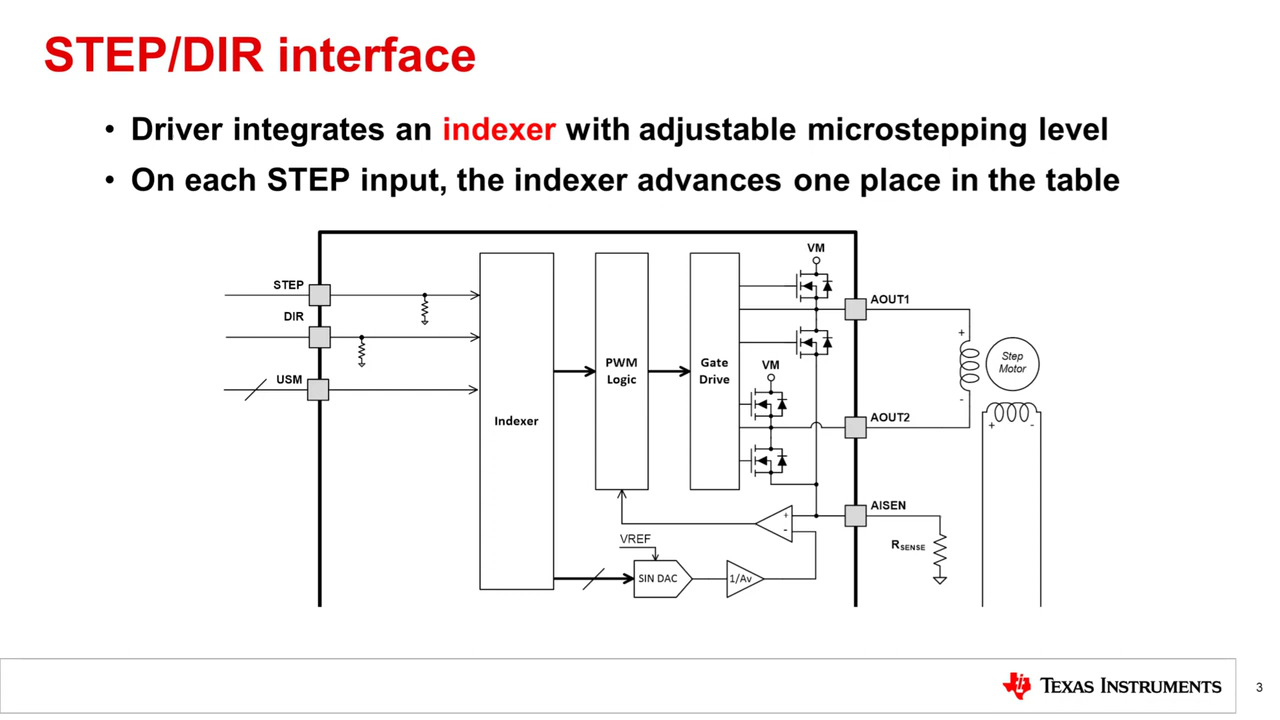 STEP/DIR interface
• Driver integrates an indexer with adjustable microstepping level
• On each STEP input, the indexer advances one place in the table
STEP
DIR
USM
Indexer
PWM
Logic
Gate
Drive
VM
VM
AOUT1
AOUT2
AISEN
RSENSE
+
-
Step
Motor
+ -
+
-
VREF
SIN DAC
1/Av
TEXAS INSTRUMENTS
3